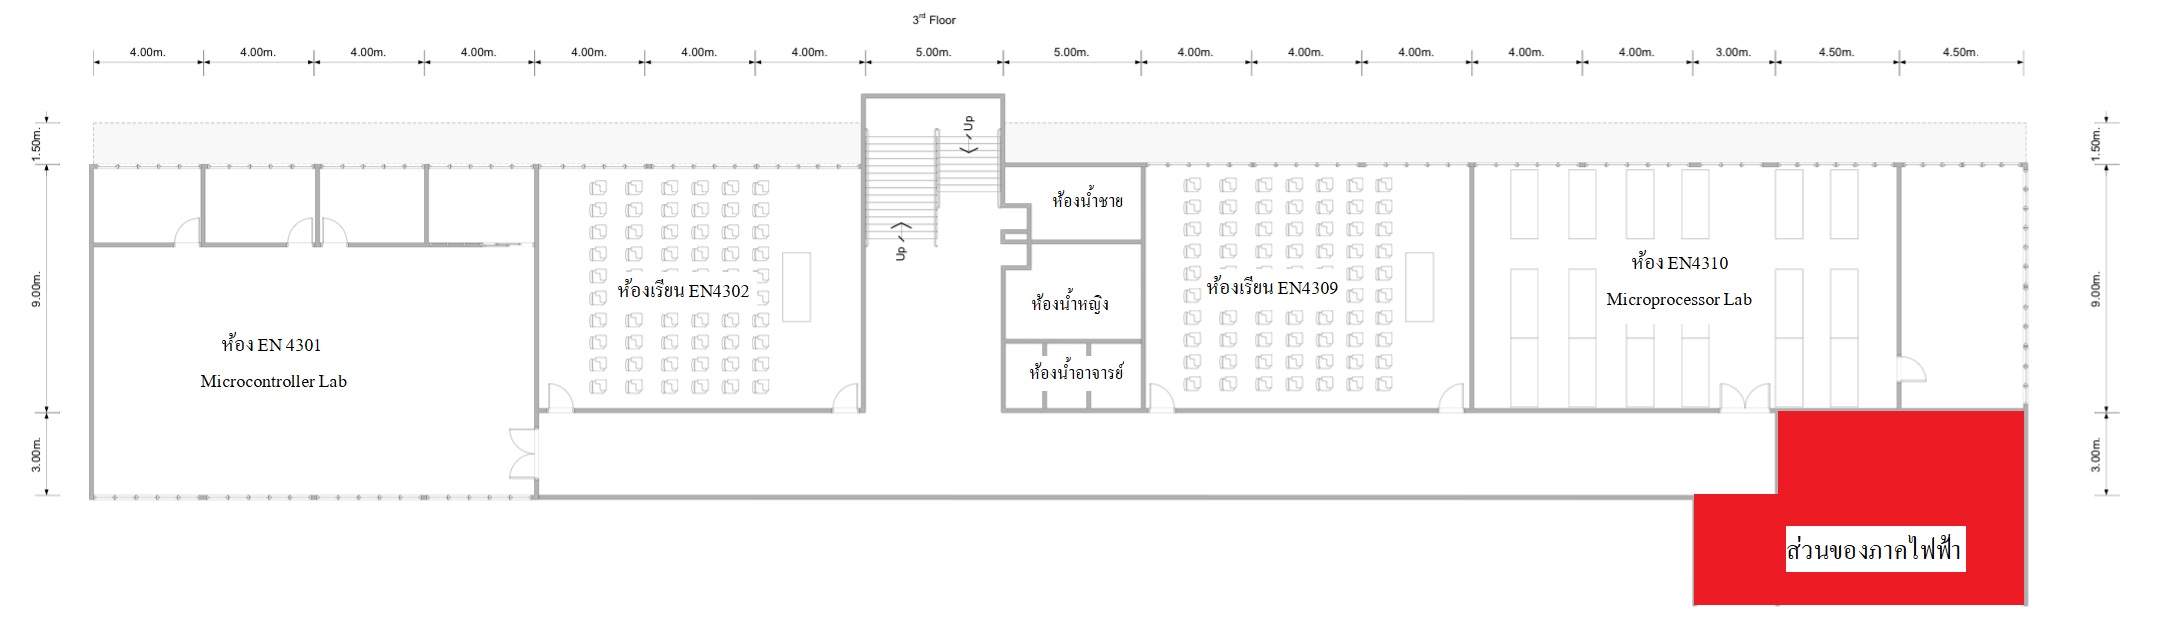 3rd Floor
4.00m.
4.00m.
4.00m.
4.00m.
4.00m.
4.00m.
4.00m.
5.00m.
5.00m.
4.00m.
4.00m.
4.00m.
4.00m.
4.00m.
3.00m.
4.50m.
4.50m.
1.50m.
9.00m.
3.00m.
ห้อง EN 4301
Microcontroller Lab
ห้องเรียน EN4302
Up
Up
ห้องน้ำชาย
ห้องน้ำหญิง
ห้องน้ำอาจารย์
ห้องเรียน EN4309
ห้อง EN4310
Microprocessor Lab
ส่วนของภาคไฟฟ้า
1.50m.
9.00m.
3.00m.